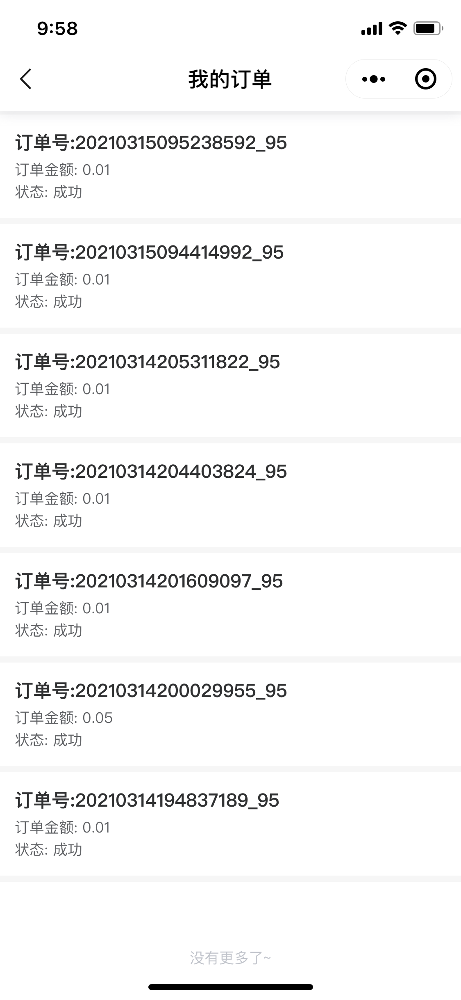 9:58
我的订单
订单号:20210315095238592_95
订单金额: 0.01
状态: 成功
订单号:20210315094414992_95
订单金额: 0.01
状态: 成功
订单号:20210314205311822_95
订单金额: 0.01
状态: 成功
订单号:20210314204403824_95
订单金额: 0.01
状态: 成功
订单号:20210314201609097_95
订单金额: 0.01
状态: 成功
订单号:20210314200029955_95
订单金额: 0.05
状态: 成功
订单号:20210314194837189_95
订单金额: 0.01
状态: 成功
没有更多了~